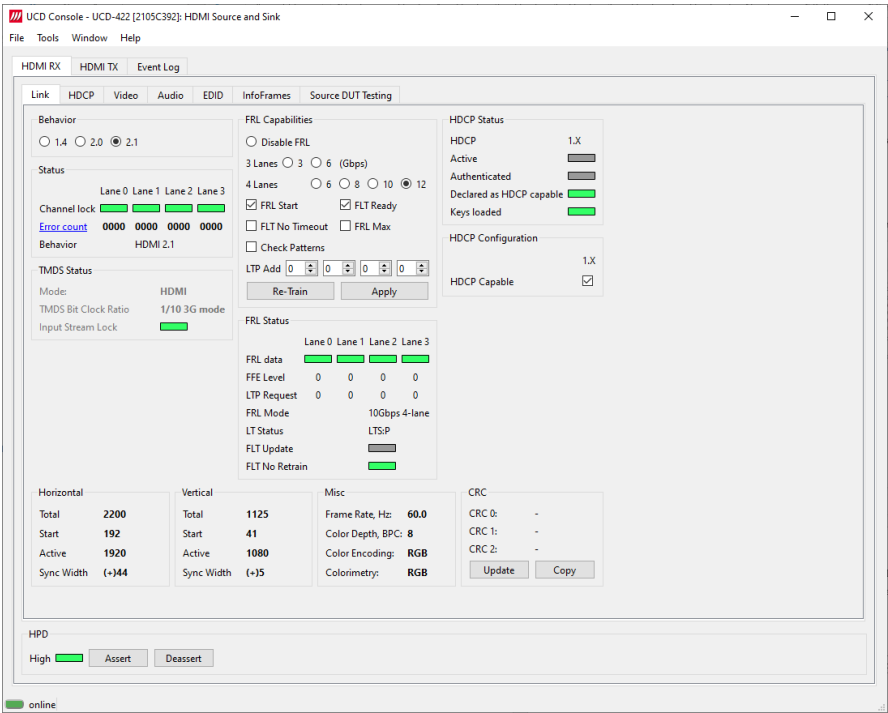 UCD Console - UCD-422 [2105C392]: HDMI Source and Sink
File Tools Window Help
HDMI RX HDMI TX Event Log
Link HDCP Video Audio EDID InfoFrames Source DUT Testing
Behavior
1.4 2.0 2.1
Status
Lane 0 Lane 1 Lane 2 Lane 3
Channel lock
Error count 0000 0000 0000 0000
Behavior HDMI 2.1
TMDS Status
Mode: HDMI
TMDS Bit Clock Ratio 1/10 3G mode
Input Stream Lock
FRL Capabilities
Disable FRL
3 Lanes 3 6 (Gbps)
4 Lanes 6 8 10 12
FRL Start FLT Ready
FLT No Timeout FRL Max
Check Patterns
LTP Add 0 0 0 0
Re-Train Apply
FRL Status
Lane 0 Lane 1 Lane 2 Lane 3
FRL data
FFE Level 0 0 0 0
LTP Request 0 0 0 0
FRL Mode 10Gbps 4-lane
LT Status LTS:P
FLT Update
FLT No Retrain
HDCP Status
HDCP 1.X
Active
Authenticated
Declared as HDCP capable
Keys loaded
HDCP Configuration
1.X
HDCP Capable
Horizontal
Total 2200
Start 192
Active 1920
Sync Width (+)44
Vertical
Total 1125
Start 41
Active 1080
Sync Width (+)5
Misc
Frame Rate, Hz: 60.0
Color Depth, BPC: 8
Color Encoding: RGB
Colorimetry: RGB
CRC
CRC 0: -
CRC 1: -
CRC 2: -
Update Copy
HPD
High Assert Deassert
online